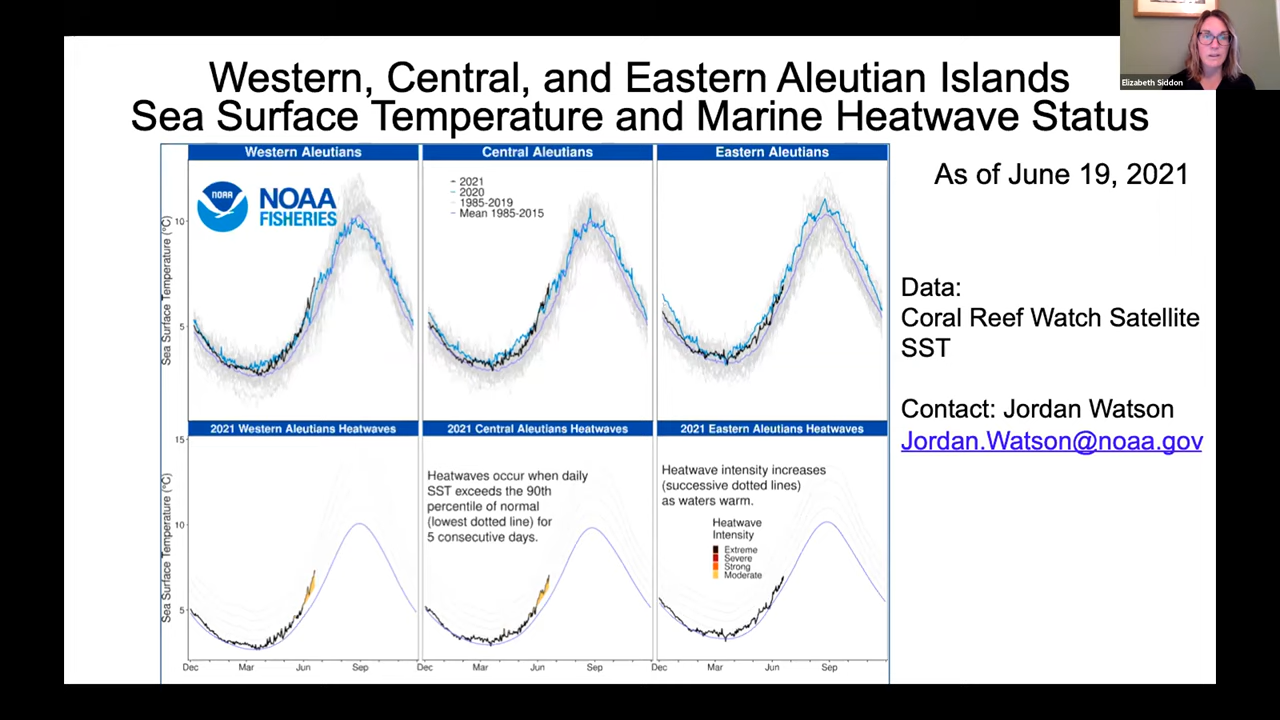 Western, Central, and Eastern Aleutian Islands
Sea Surface Temperature and Marine Heatwave Status
Elizabeth Siddon
As of June 19, 2021
Western Aleutians
Central Aleutians
Eastern Aleutians
NOAA
NOAA
FISHERIES
2021
2020
1985-2019
Mean 1985-2015
Sea Surface Temperature (°C)
10
5
Data:
Coral Reef Watch Satellite
SST
Contact: Jordan Watson
Jordan.Watson@noaa.gov
2021 Western Aleutians Heatwaves
2021 Central Aleutians Heatwaves
2021 Eastern Aleutians Heatwaves
Sea Surface Temperature (°C)
15
10
5
Heatwaves occur when daily
SST exceeds the 90th
percentile of normal
(lowest dotted line) for
5 consecutive days.
Heatwave intensity increases
(successive dotted lines)
as waters warm.
Heatwave
Intensity
Extreme
Severe
Strong
Moderate
Dec Mar Jun Sep
Dec Mar Jun Sep
Dec Mar Jun Sep